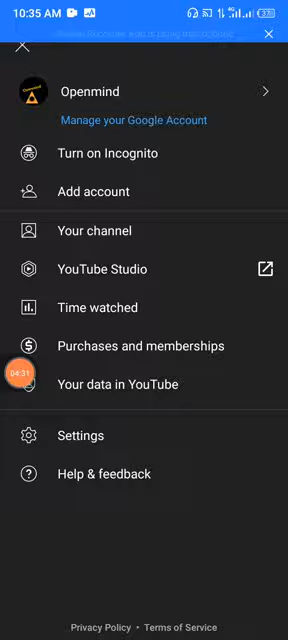 10:35 AM
Openmind
Openmind
Manage your Google Account
Turn on Incognito
Add account
Your channel
YouTube Studio
Time watched
Purchases and memberships
04:31
Your data in YouTube
Settings
Help & feedback
Privacy Policy • Terms of Service